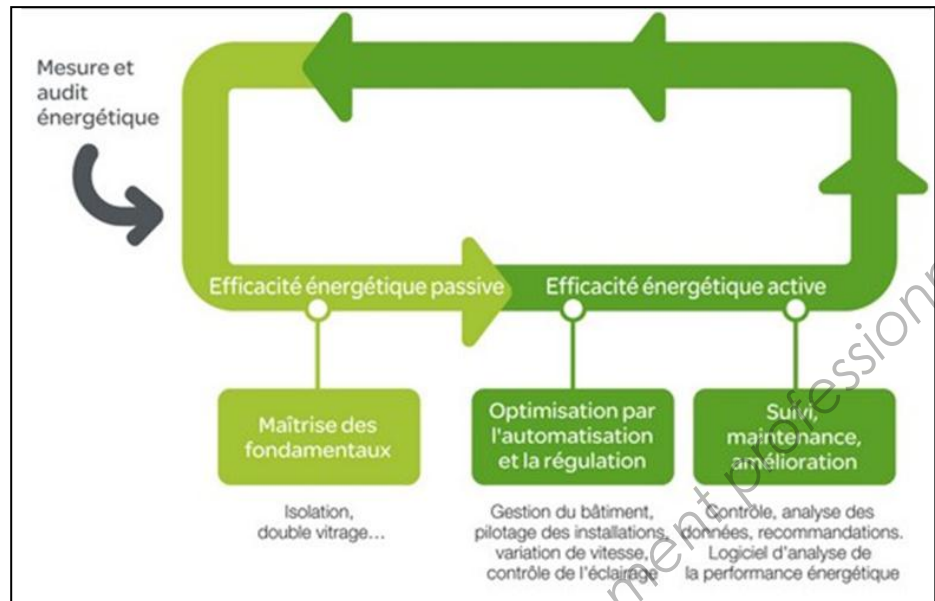 Mesure et
audit
énergétique
Efficacité énergétique passive
Efficacité énergétique active
Maîtrise des
fondamentaux
Isolation,
double vitrage...
Optimisation par
l'automatisation
et la régulation
Gestion du bâtiment,
pilotage des installations,
variation de vitesse,
contrôle de l'éclairage
Suivi,
maintenance,
amélioration
Contrôle, analyse des
données, recommandations.
Logiciel d'analyse de
la performance énergétique